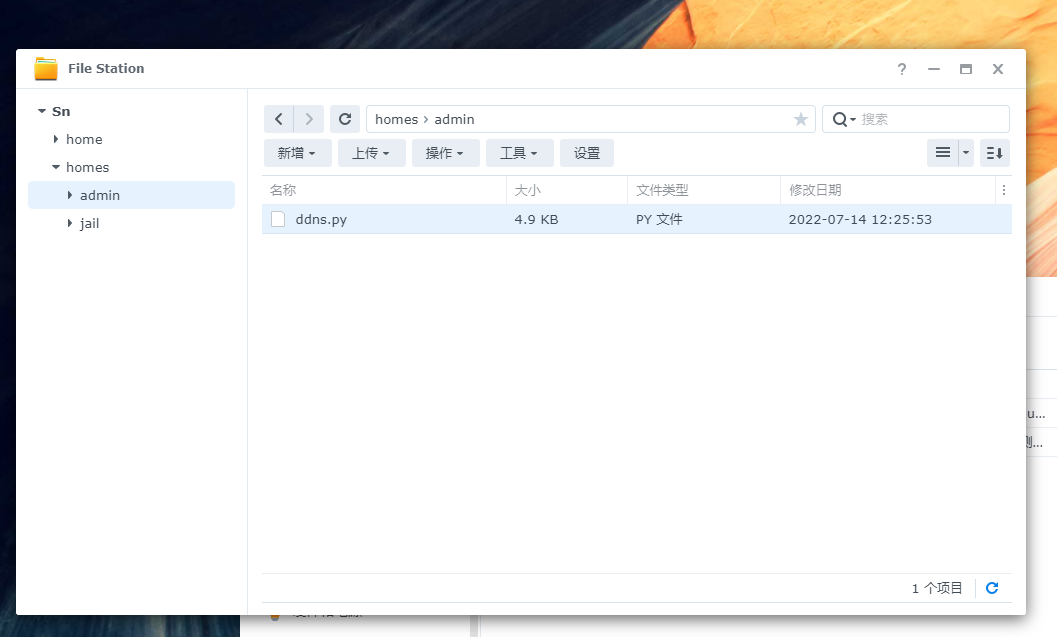 File Station
Sn
home
homes
admin
jail
homes › admin
搜索
新增 上传 操作 工具 设置
名称 大小 文件类型 修改日期
ddns.py 4.9 KB PY 文件 2022-07-14 12:25:53
u...
测...
1 个项目